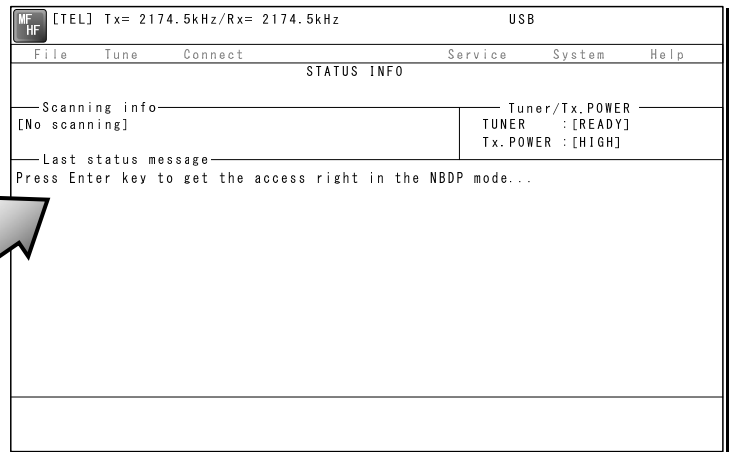 MF HF [TEL] Tx= 2174.5kHz/Rx= 2174.5kHz USB
File Tune Connect Service System Help
STATUS INFO
Scanning info Tuner/Tx.POWER
[No scanning] TUNER :[READY]
Tx.POWER :[HIGH]
Last status message
Press Enter key to get the access right in the NBDP mode...